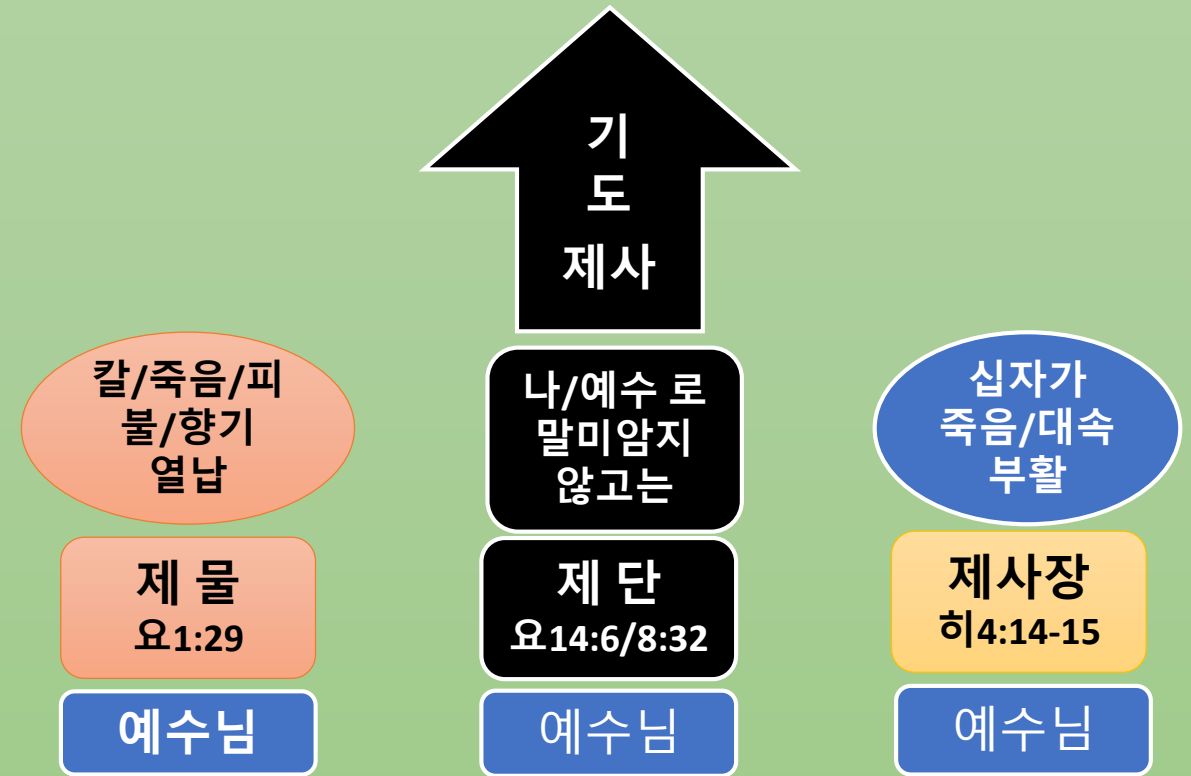 기
도
제사
칼/죽음/피
불/향기
열납
나/예수 로
말미암지
않고는
십자가
죽음/대속
부활
제 물
요1:29
제 단
요14:6/8:32
제사장
히4:14-15
예수님
예수님
예수님